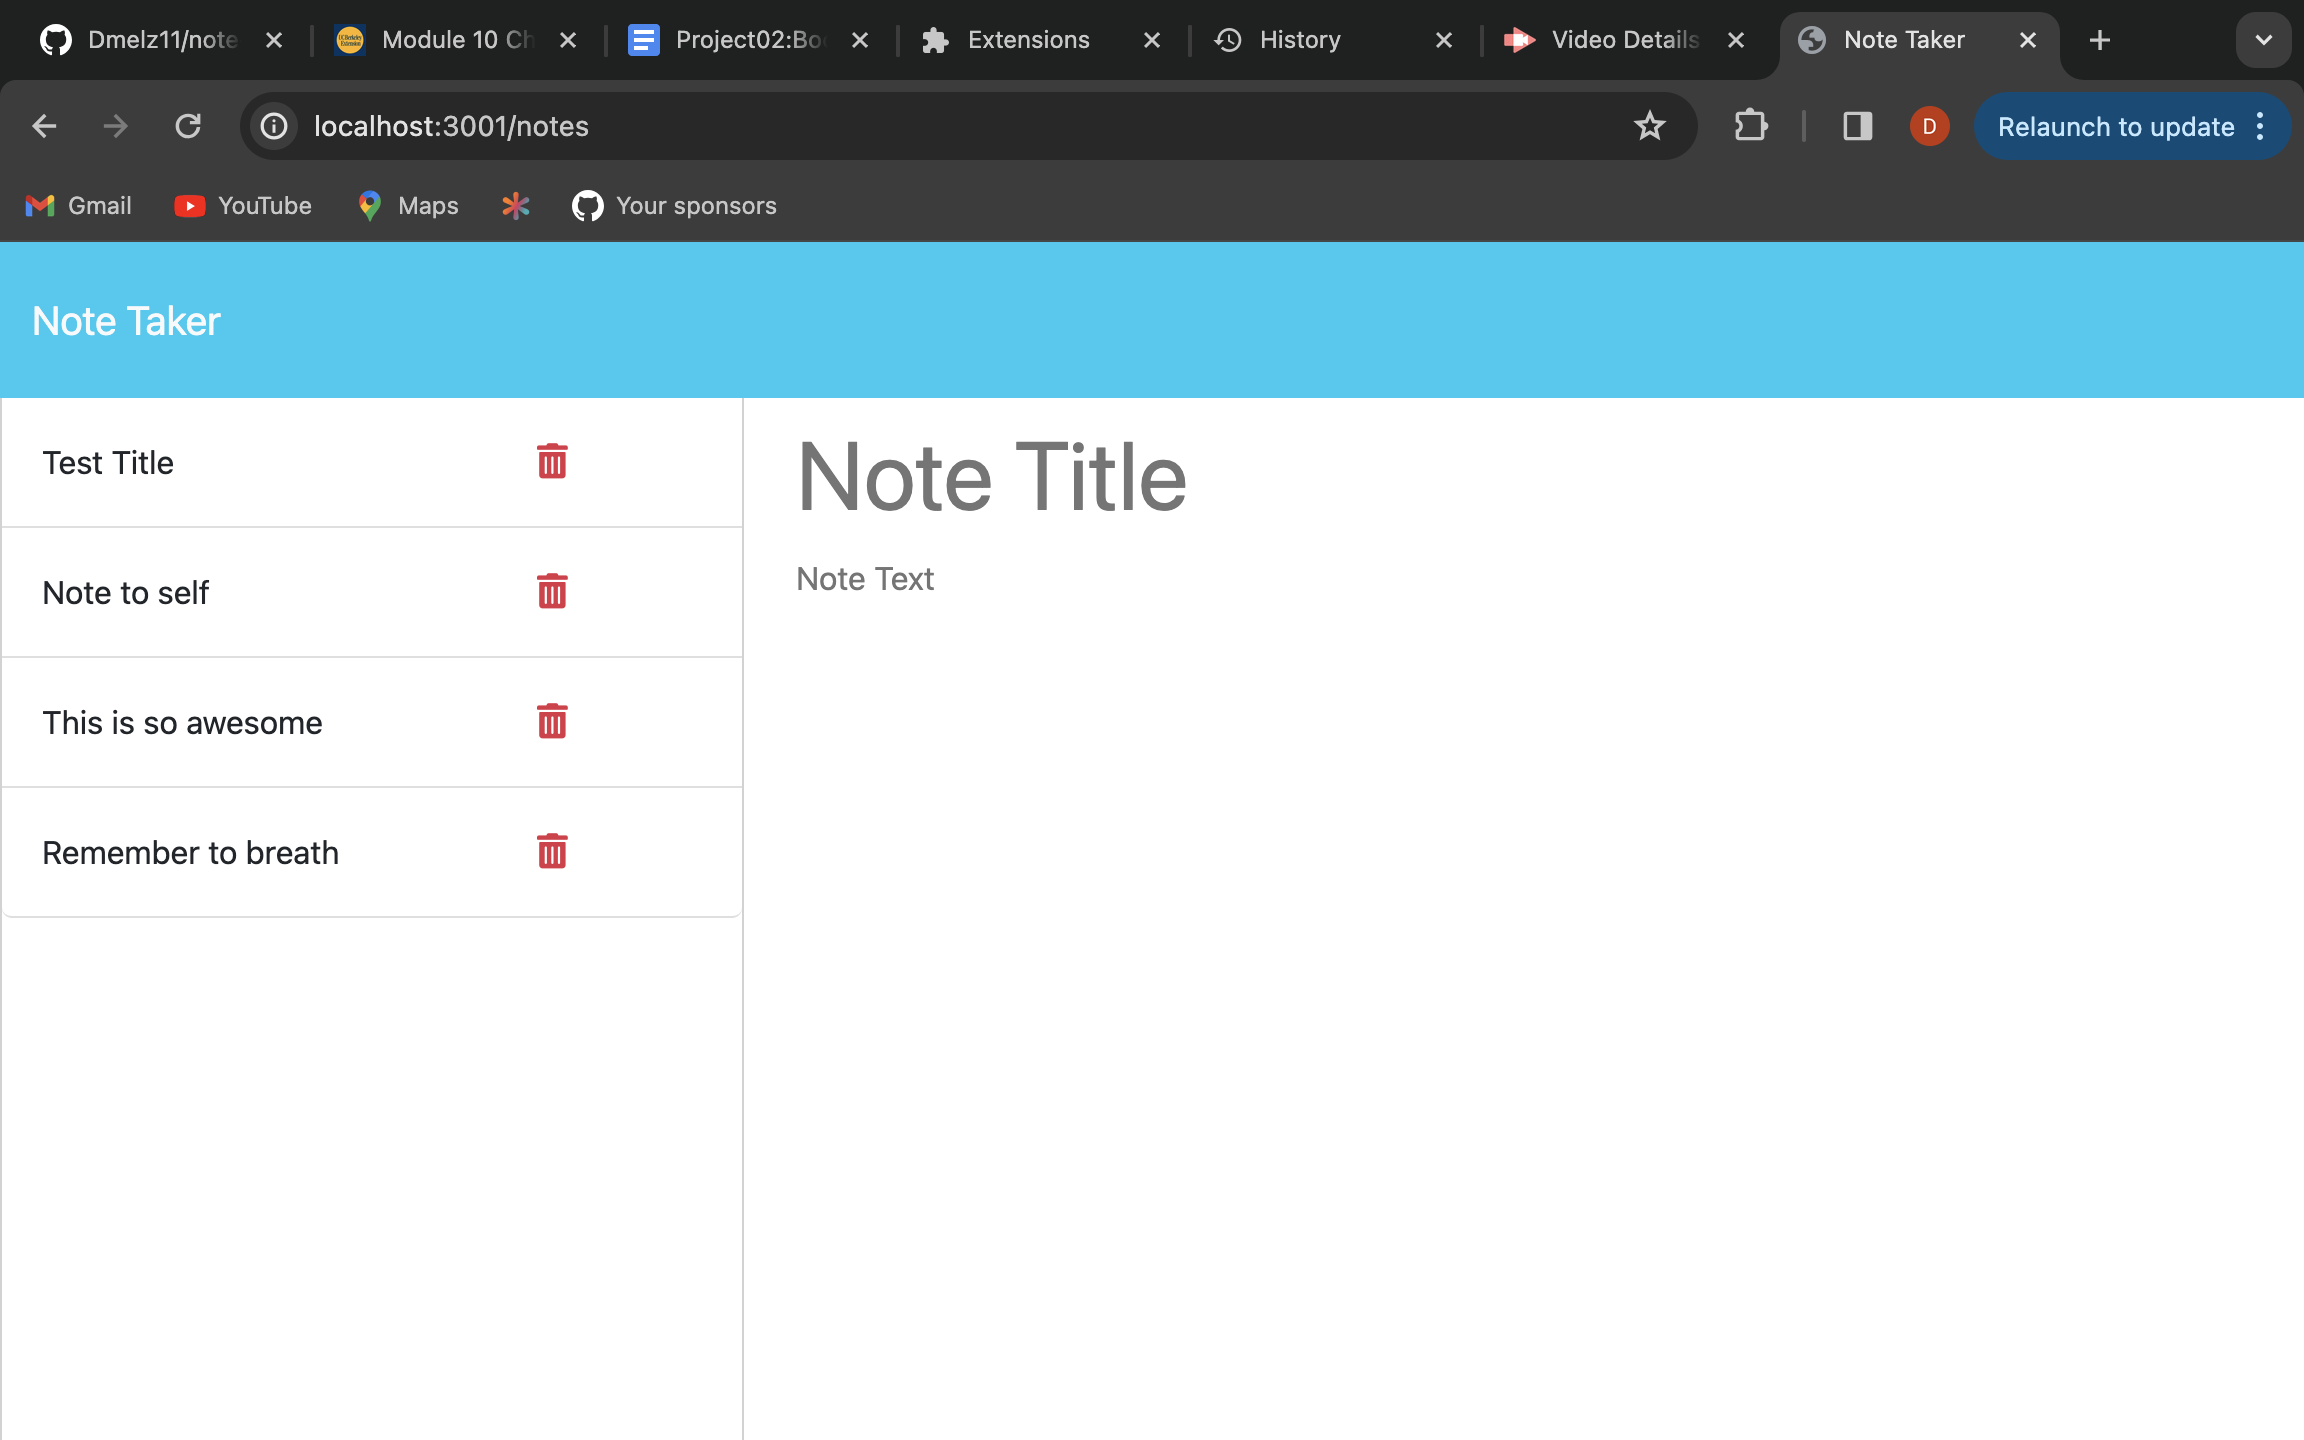 Dmelz11/note
Module 10 Ch
Project02:Bo
Extensions
History
Video Details
Note Taker
localhost:3001/notes
D
Relaunch to update
Gmail
YouTube
Maps
Your sponsors
Note Taker
Test Title
Note to self
This is so awesome
Remember to breath
Note Title
Note Text